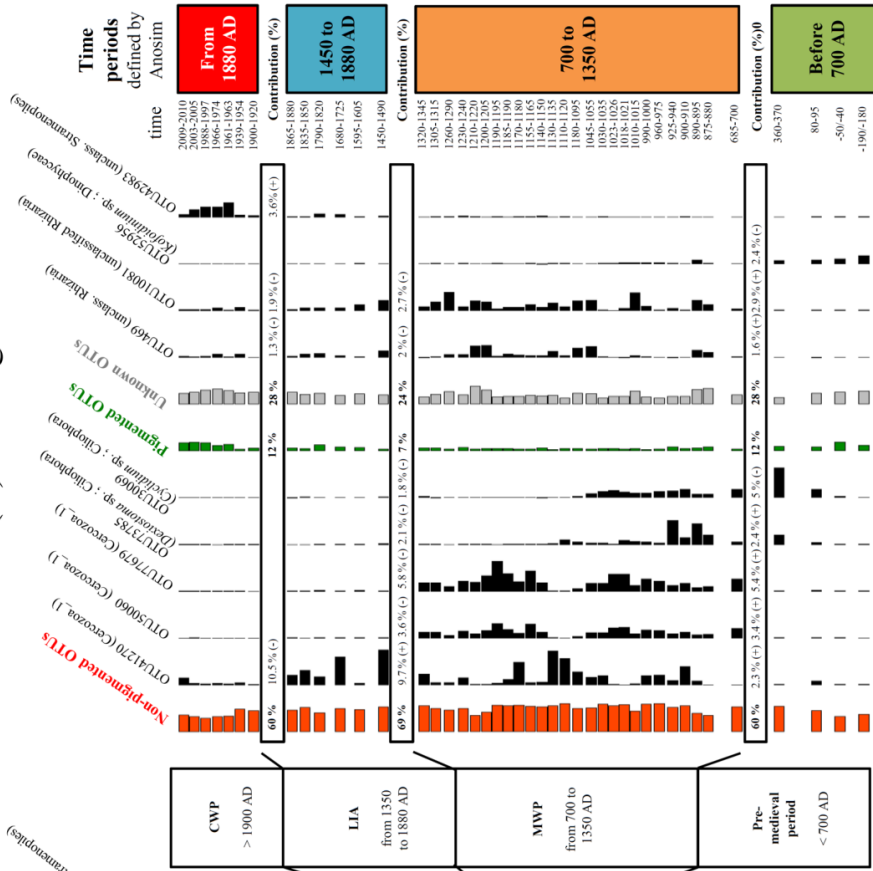 Time
periods
defined by
Anosim
time
From
1880 AD
1450 to
1880 AD
700 to
1350 AD
Before
700 AD
Contribution (%)
Contribution (%)
Contribution (%)0
2009-2010
2003-2005
1988-1997
1966-1974
1961-1963
1939-1954
1900-1920
1865-1880
1835-1850
1790-1820
1680-1725
1595-1605
1450-1490
1320-1345
1305-1315
1260-1290
1230-1240
1210-1220
1200-1205
1190-1195
1185-1190
1170-1180
1155-1165
1140-1150
1130-1135
1110-1120
1180-1095
1045-1055
1030-1035
1023-1026
1018-1021
1010-1015
990-1000
960-975
925-940
900-910
890-895
875-880
685-700
360-370
80-95
-50/-40
-190/-180
OTU42983 (unclass. Stramenopiles)
OTU52956
(Kofoidinium sp.; Dinophyceae)
OTU10081 (unclassified Rhizaria)
OTU469 (unclass. Rhizaria)
Unknown OTUs
Pigmented OTUs
OTU30069
(Cyclidium sp.; Ciliophora)
OTU73785
(Dexiostoma sp.; Ciliophora)
OTU77679 (Cercozoa_1)
OTU50060 (Cercozoa_1)
OTU41270 (Cercozoa_1)
Non-pigmented OTUs
3.6% (+)
1.9% (-)
1.3% (-)
28 %
12 %
10.5% (-)
60 %
2.7% (-)
2% (-)
24 %
7 %
1.8% (-)
2.1% (-)
5.8% (-)
3.6% (-)
9.7% (+)
69 %
2.4% (-)
2.9% (+)
1.6% (+)
28 %
12 %
5% (-)
2.4% (+)
5.4% (+)
3.4% (+)
2.3% (+)
60 %
CWP
> 1900 AD
LIA
from 1350
to 1880 AD
MWP
from 700 to
1350 AD
Pre-
medieval
period
< 700 AD
ramenopiles)